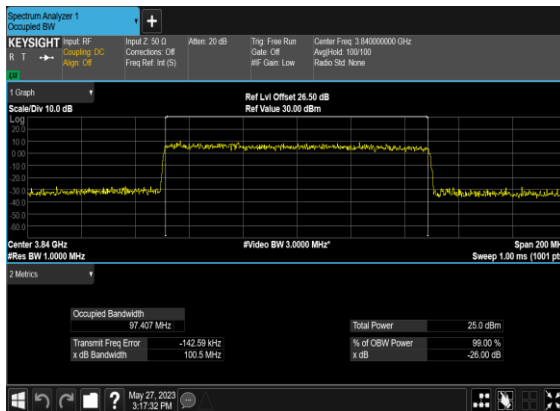 Spectrum Analyzer 1
Occupied BW
KEYSIGHT
R T
Input: RF
Coupling: DC
Align: Off
Input Z: 50 Ω
Corrections: Off
Freq Ref: Int (S)
Atten: 20 dB
Trig: Free Run
Gate: Off
#IF Gain: Low
Center Freq: 3.840000000 GHz
Avg|Hold: 100/100
Radio Std: None
1 Graph
Scale/Div 10.0 dB
Ref Lvl Offset 26.50 dB
Ref Value 30.00 dBm
Log
20.0
10.0
0.00
-10.0
-20.0
-30.0
-40.0
-50.0
-60.0
Center 3.84 GHz
#Res BW 1.0000 MHz
#Video BW 3.0000 MHz*
Span 200 MH
Sweep 1.00 ms (1001 pts
2 Metrics
Occupied Bandwidth
97.407 MHz
Transmit Freq Error -142.59 kHz
x dB Bandwidth 100.5 MHz
Total Power 25.0 dBm
% of OBW Power 99.00 %
x dB -26.00 dB
May 27, 2023
3:17:32 PM